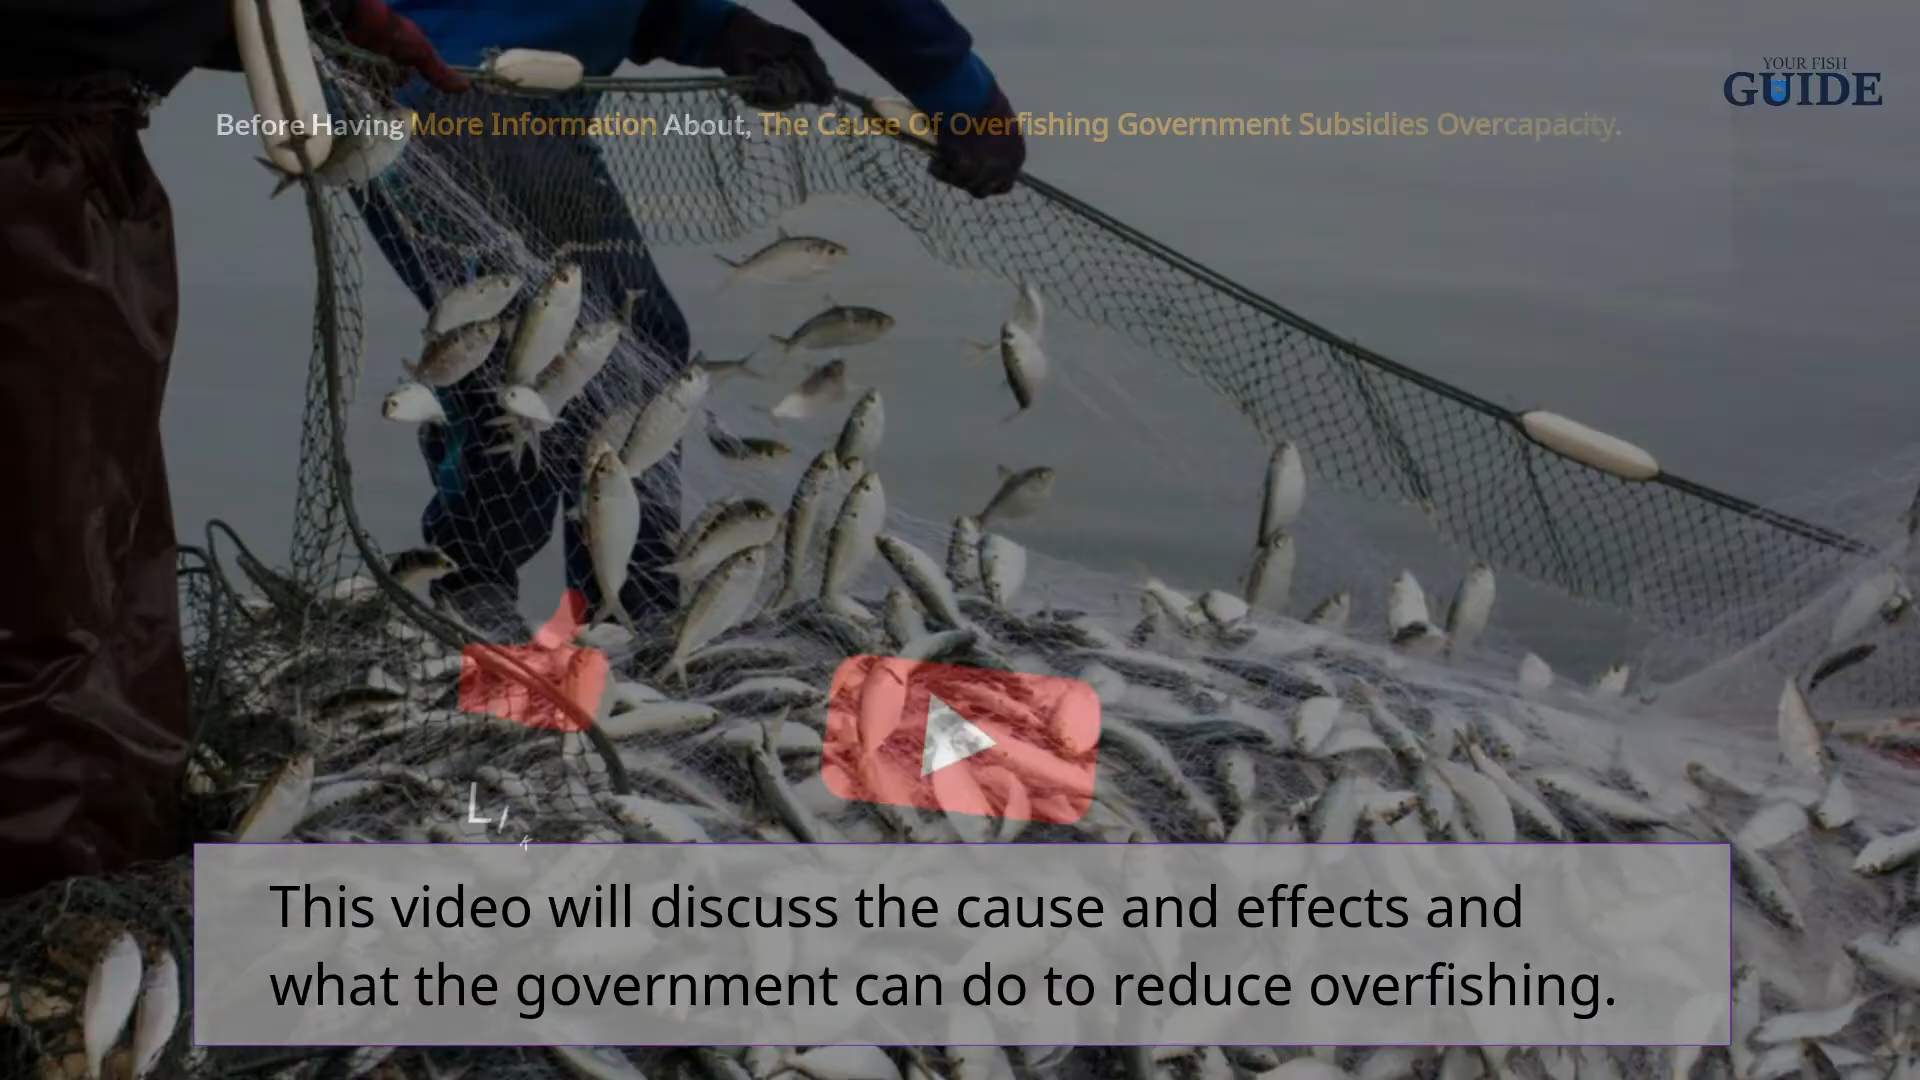 YOUR FISH
GUIDE
Before Having More Information About, The Cause Of Overfishing Government Subsidies Overcapacity.
Lik
This video will discuss the cause and effects and
what the government can do to reduce overfishing.